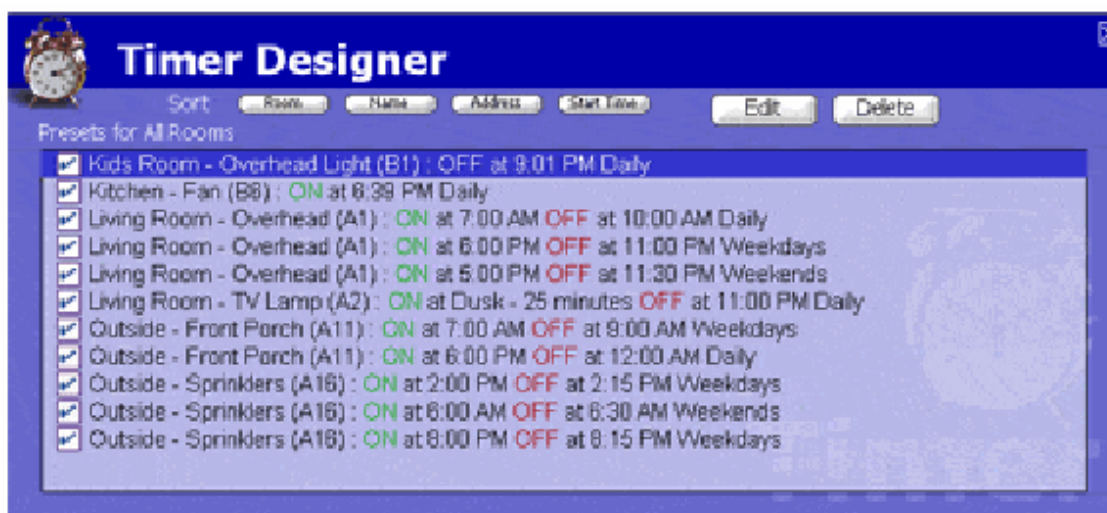 Timer Designer
Sort Room Name Address Start Time Edit Delete
Presets for All Rooms
Kids Room - Overhead Light (B1) : OFF at 9:01 PM Daily
Kitchen - Fan (B6) : ON at 6:39 PM Daily
Living Room - Overhead (A1) : ON at 7:00 AM OFF at 10:00 AM Daily
Living Room - Overhead (A1) : ON at 6:00 PM OFF at 11:00 PM Weekdays
Living Room - Overhead (A1) : ON at 5:00 PM OFF at 11:30 PM Weekends
Living Room - TV Lamp (A2) : ON at Dusk - 25 minutes OFF at 11:00 PM Daily
Outside - Front Porch (A11) : ON at 7:00 AM OFF at 9:00 AM Weekdays
Outside - Front Porch (A11) : ON at 6:00 PM OFF at 12:00 AM Daily
Outside - Sprinklers (A16) : ON at 2:00 PM OFF at 2:15 PM Weekdays
Outside - Sprinklers (A16) : ON at 6:00 AM OFF at 6:30 AM Weekends
Outside - Sprinklers (A16) : ON at 8:00 PM OFF at 8:15 PM Weekdays
Timer